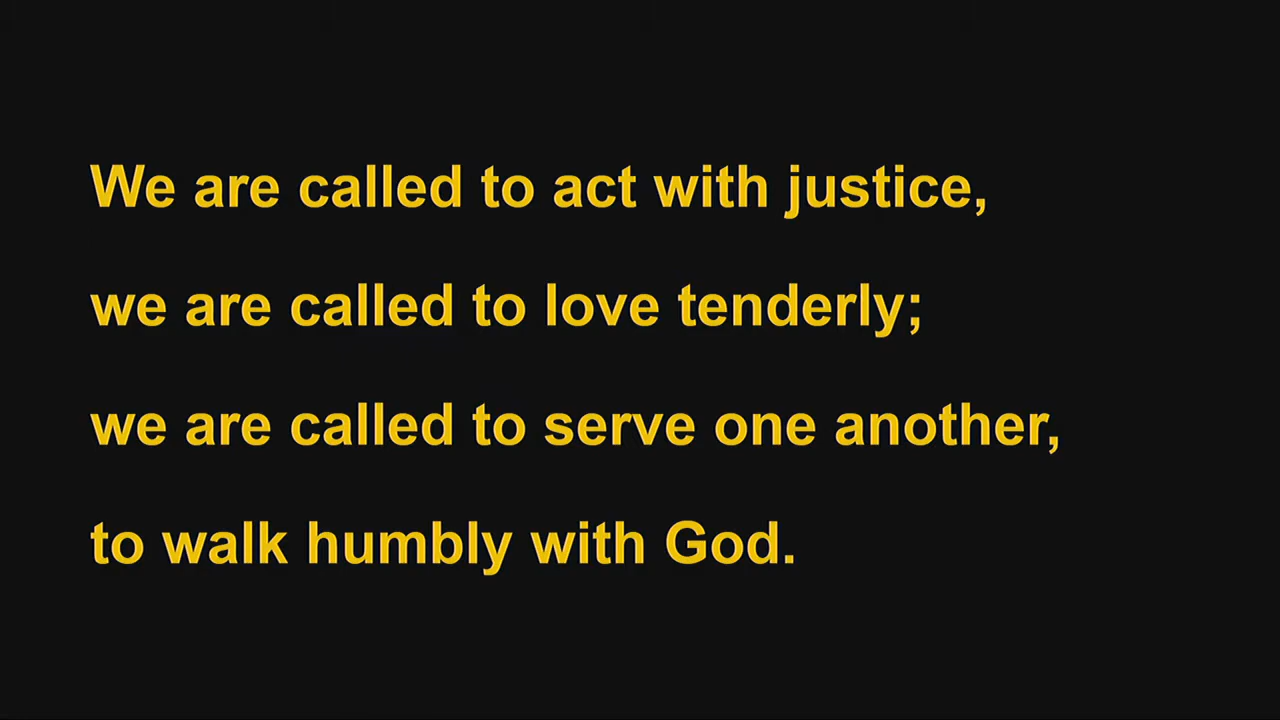 We are called to act with justice,
we are called to love tenderly;
we are called to serve one another,
to walk humbly with God.